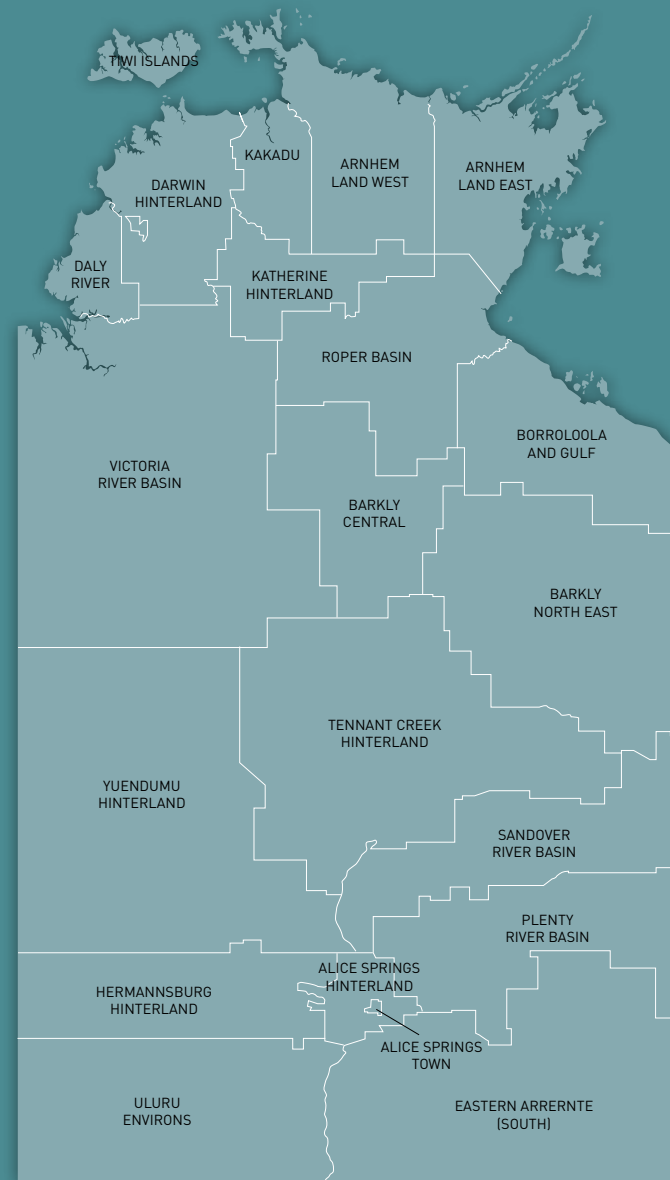 TIWI ISLANDS
KAKADU
ARNHEM
LAND WEST
ARNHEM
LAND EAST
DARWIN
HINTERLAND
DALY
RIVER
KATHERINE
HINTERLAND
ROPER BASIN
BORROLOOLA
AND GULF
VICTORIA
RIVER BASIN
BARKLY
CENTRAL
BARKLY
NORTH EAST
TENNANT CREEK
HINTERLAND
YUENDUMU
HINTERLAND
SANDOVER
RIVER BASIN
PLENTY
RIVER BASIN
ALICE SPRINGS
HINTERLAND
HERMANNSBURG
HINTERLAND
ALICE SPRINGS
TOWN
ULURU
ENVIRONS
EASTERN ARRERNTE
(SOUTH)